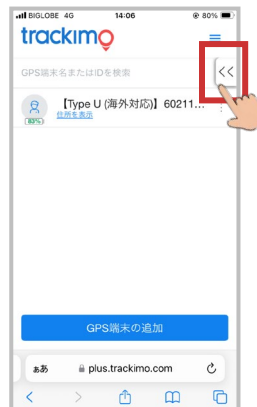 BIGLOBE 4G 14:06 80%
trackimo
GPS端末名またはIDを検索 <<
【Type U (海外対応)】60211...
住所を表示
(83%)
GPS端末の追加
ぁあ plus.trackimo.com